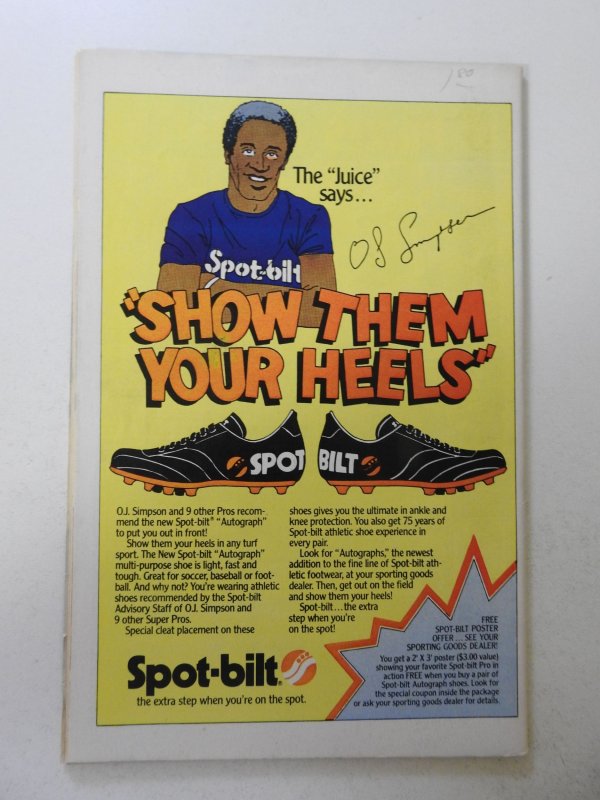 180
The "Juice"
says...
OJ Simpson
Spot-bilt
"SHOW THEM
YOUR HEELS"
SPOT BILT
O.J. Simpson and 9 other Pros recom-
mend the new Spot-bilt® "Autograph"
to put you out in front!
Show them your heels in any turf
sport. The New Spot-bilt "Autograph"
multi-purpose shoe is light, fast and
tough. Great for soccer, baseball or foot-
ball. And why not? You're wearing athletic
shoes recommended by the Spot-bilt
Advisory Staff of O.J. Simpson and
9 other Super Pros.
Special cleat placement on these
shoes gives you the ultimate in ankle and
knee protection. You also get 75 years of
Spot-bilt athletic shoe experience in
every pair.
Look for "Autographs," the newest
addition to the fine line of Spot-bilt ath-
letic footwear, at your sporting goods
dealer. Then, get out on the field
and show them your heels!
Spot-bilt...the extra
step when you're
on the spot!
FREE
SPOT-BILT POSTER
OFFER... SEE YOUR
SPORTING GOODS DEALER!
You get a 2' X 3' poster ($3.00 value)
showing your favorite Spot-bilt Pro in
action FREE when you buy a pair of
Spot-bilt Autograph shoes. Look for
the special coupon inside the package
or ask your sporting goods dealer for details.
Spot-bilt.
the extra step when you're on the spot.